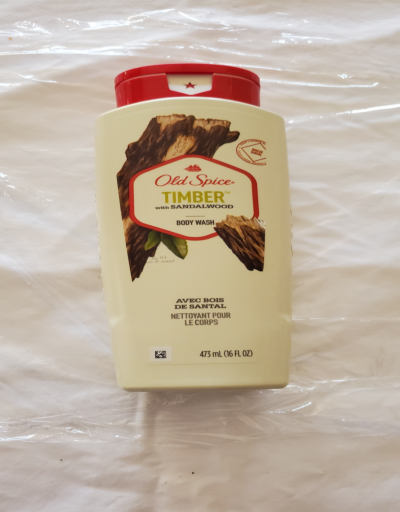 Old Spice
TIMBER™
with SANDALWOOD
BODY WASH
AVEC BOIS
DE SANTAL
NETTOYANT POUR
LE CORPS
473 mL (16 FL OZ)